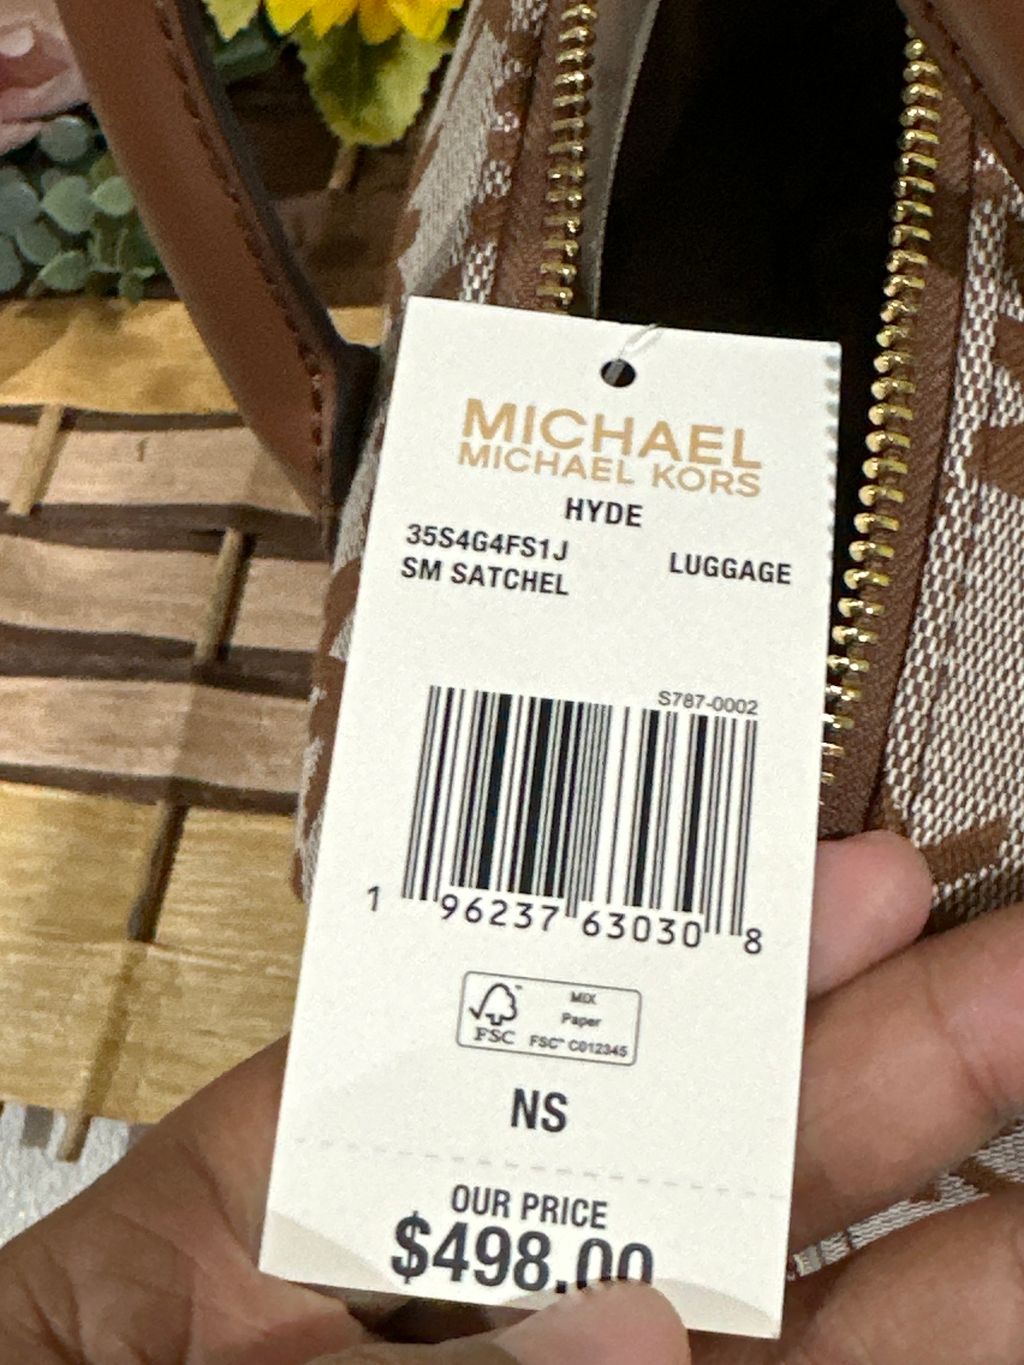 MICHAEL
MICHAEL KORS
HYDE
35S4G4FS1J
SM SATCHEL
LUGGAGE
S787-0002
1 96237 63030 8
MIX
Paper
FSC™ C012345
FSC
NS
OUR PRICE
$498.00